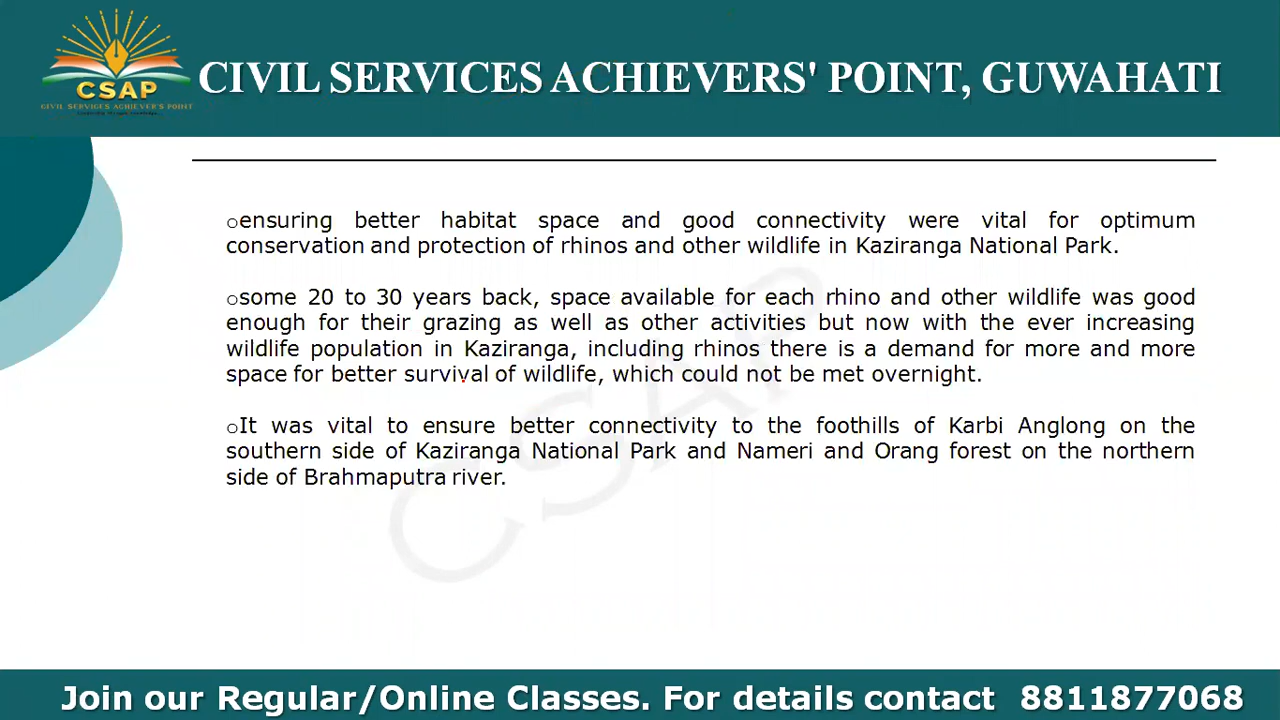 CSAP
CIVIL SERVICES ACHIEVER'S POINT
CIVIL SERVICES ACHIEVERS' POINT, GUWAHATI
oensuring better habitat space and good connectivity were vital for optimum
conservation and protection of rhinos and other wildlife in Kaziranga National Park.
osome 20 to 30 years back, space available for each rhino and other wildlife was good
enough for their grazing as well as other activities but now with the ever increasing
wildlife population in Kaziranga, including rhinos there is a demand for more and more
space for better survival of wildlife, which could not be met overnight.
oIt was vital to ensure better connectivity to the foothills of Karbi Anglong on the
southern side of Kaziranga National Park and Nameri and Orang forest on the northern
side of Brahmaputra river.
CSAP
Join our Regular/Online Classes. For details contact 8811877068